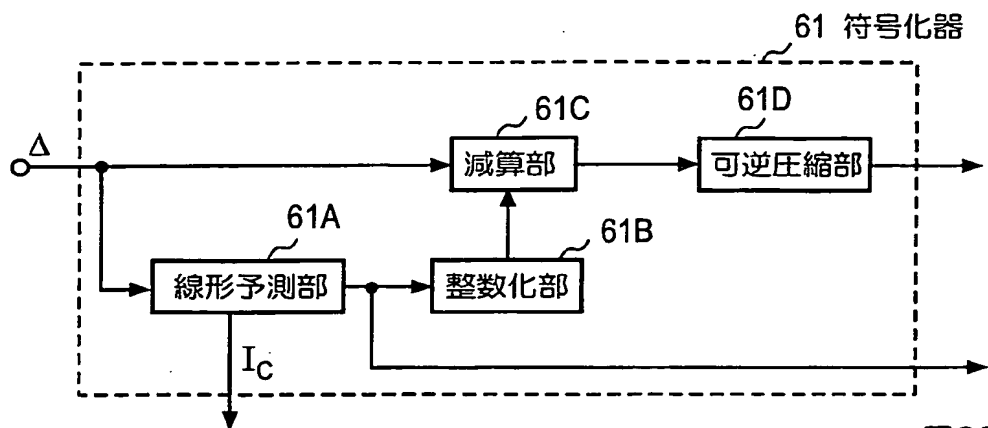 61 符号化器
61C
61D
Δ
減算部
可逆圧縮部
61A
61B
線形予測部
整数化部
I_C